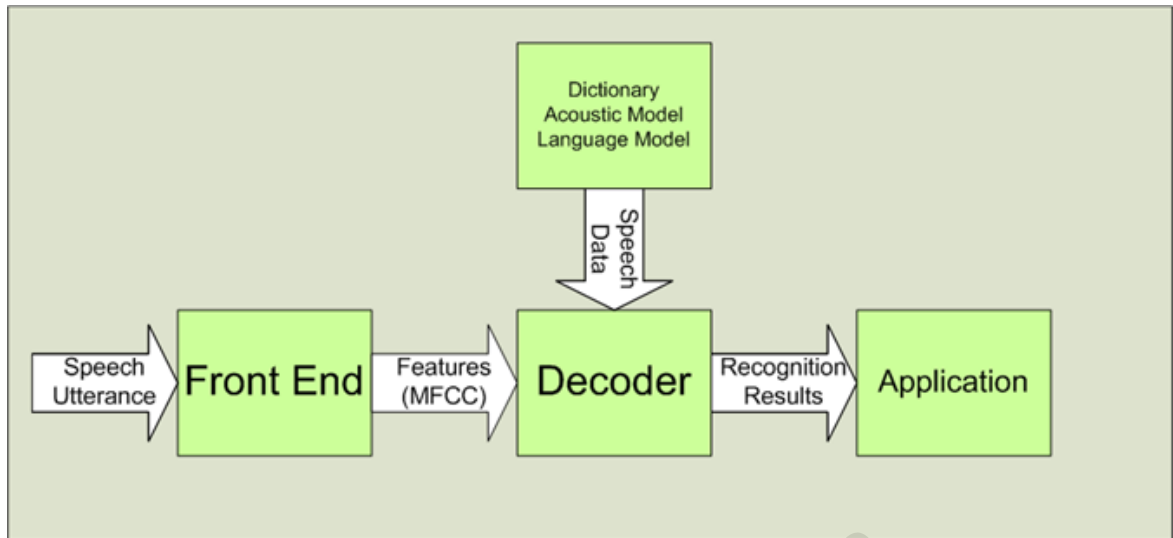 Dictionary
Acoustic Model
Language Model
Speech
Data
Speech
Utterance
Front End
Features
(MFCC)
Decoder
Recognition
Results
Application